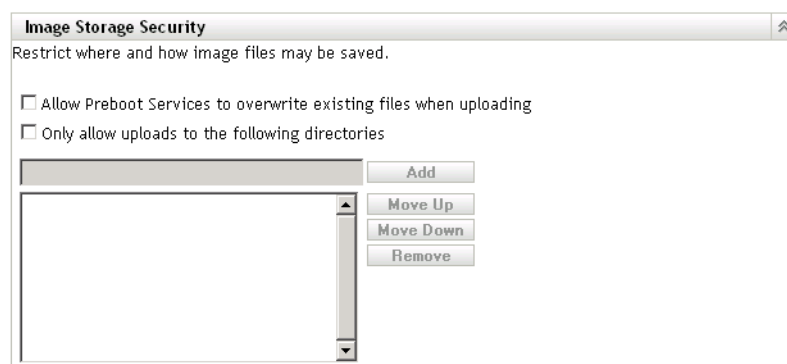 Image Storage Security
Restrict where and how image files may be saved.
Allow Preboot Services to overwrite existing files when uploading
Only allow uploads to the following directories
Add
Move Up
Move Down
Remove